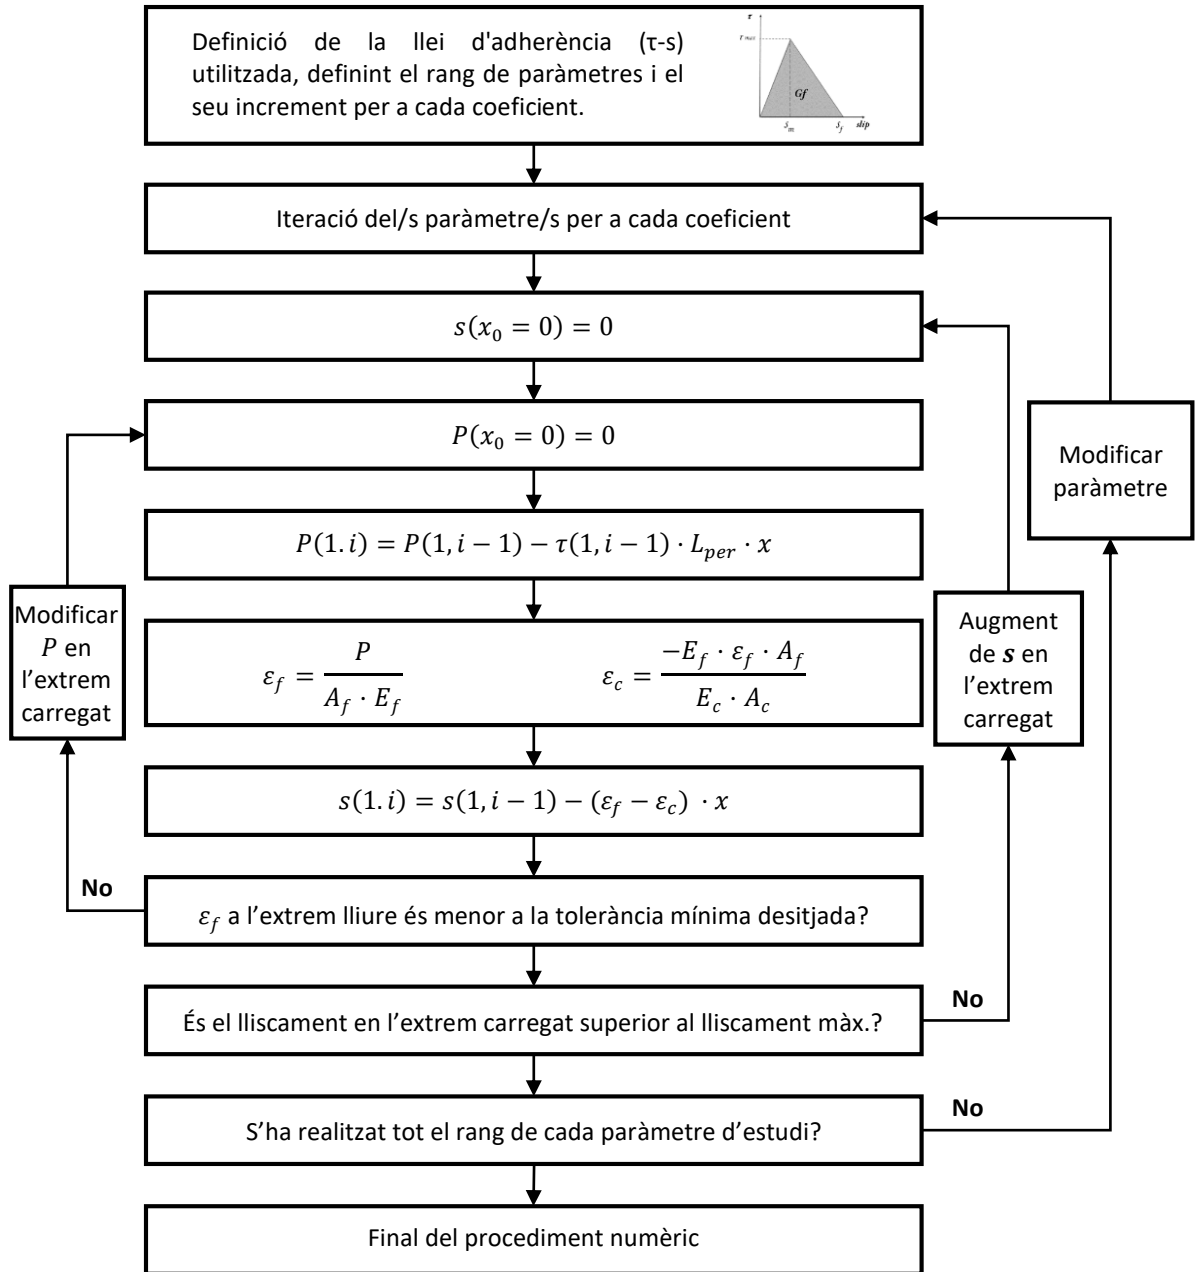 Definició de la llei d'adherència (τ-s)
utilitzada, definint el rang de paràmetres i el
seu increment per a cada coeficient.
τ
τ max
Gf
s_m
s_f
slip
Iteració del/s paràmetre/s per a cada coeficient
s(x₀ = 0) = 0
P(x₀ = 0) = 0
P(1.i) = P(1, i − 1) − τ(1, i − 1) · L_per · x
ε_f = P / (A_f · E_f)
ε_c = (−E_f · ε_f · A_f) / (E_c · A_c)
s(1.i) = s(1, i − 1) − (ε_f − ε_c) · x
ε_f a l’extrem lliure és menor a la tolerància mínima desitjada?
És el lliscament en l’extrem carregat superior al lliscament màx.?
S’ha realitzat tot el rang de cada paràmetre d’estudi?
Final del procediment numèric
Modificar
P en
l’extrem
carregat
No
Augment
de s en
l’extrem
carregat
No
Modificar
paràmetre
No